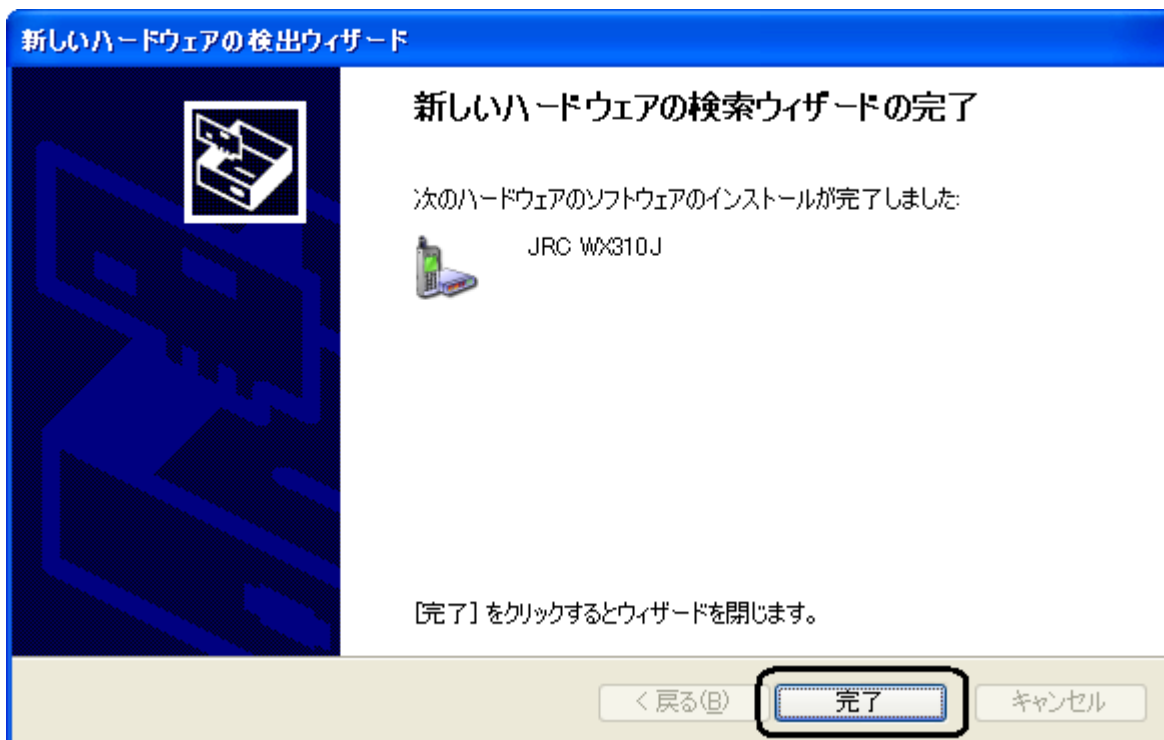 新しいハードウェアの検出ウィザード
新しいハードウェアの検索ウィザードの完了
次のハードウェアのソフトウェアのインストールが完了しました:
JRC WX310J
[完了] をクリックするとウィザードを閉じます。
< 戻る(B) 完了 キャンセル